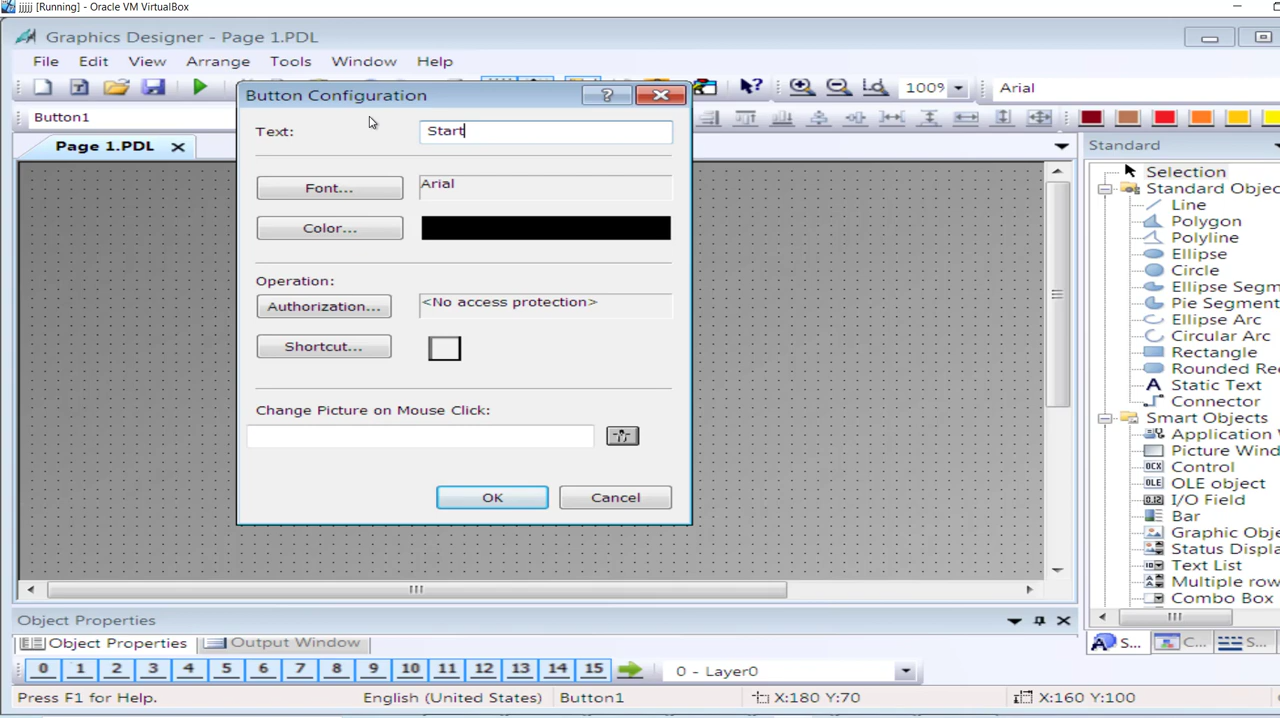 jjjjj [Running] - Oracle VM VirtualBox
Graphics Designer - Page 1.PDL
File Edit View Arrange Tools Window Help
100% Arial
Button1
Page 1.PDL
Button Configuration
Text: Start
Font... Arial
Color...
Operation:
Authorization... <No access protection>
Shortcut...
Change Picture on Mouse Click:
OK Cancel
Standard
Selection
Standard Objec
Line
Polygon
Polyline
Ellipse
Circle
Ellipse Segm
Pie Segment
Ellipse Arc
Circular Arc
Rectangle
Rounded Rec
Static Text
Connector
Smart Objects
Application W
Picture Wind
OCX Control
OLE OLE object
0.12 I/O Field
Bar
Graphic Obje
Status Displa
Text List
Multiple row
Combo Box
S... C... S...
Object Properties
Object Properties Output Window
0 1 2 3 4 5 6 7 8 9 10 11 12 13 14 15 0 - Layer0
Press F1 for Help. English (United States) Button1 X:180 Y:70 X:160 Y:100